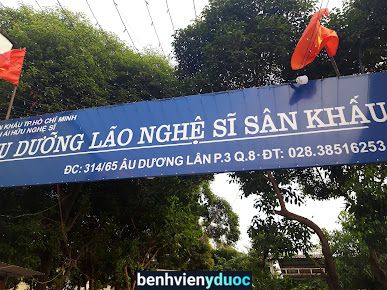 N KHẤU TP.HỒ CHÍ MINH
ÁI HỮU NGHỆ SĨ
U DƯỠNG LÃO NGHỆ SĨ SÂN KHẤU
ĐC: 314/65 ÂU DƯƠNG LÂN P.3 Q.8 - ĐT: 028.38516253
benhvienyduoc